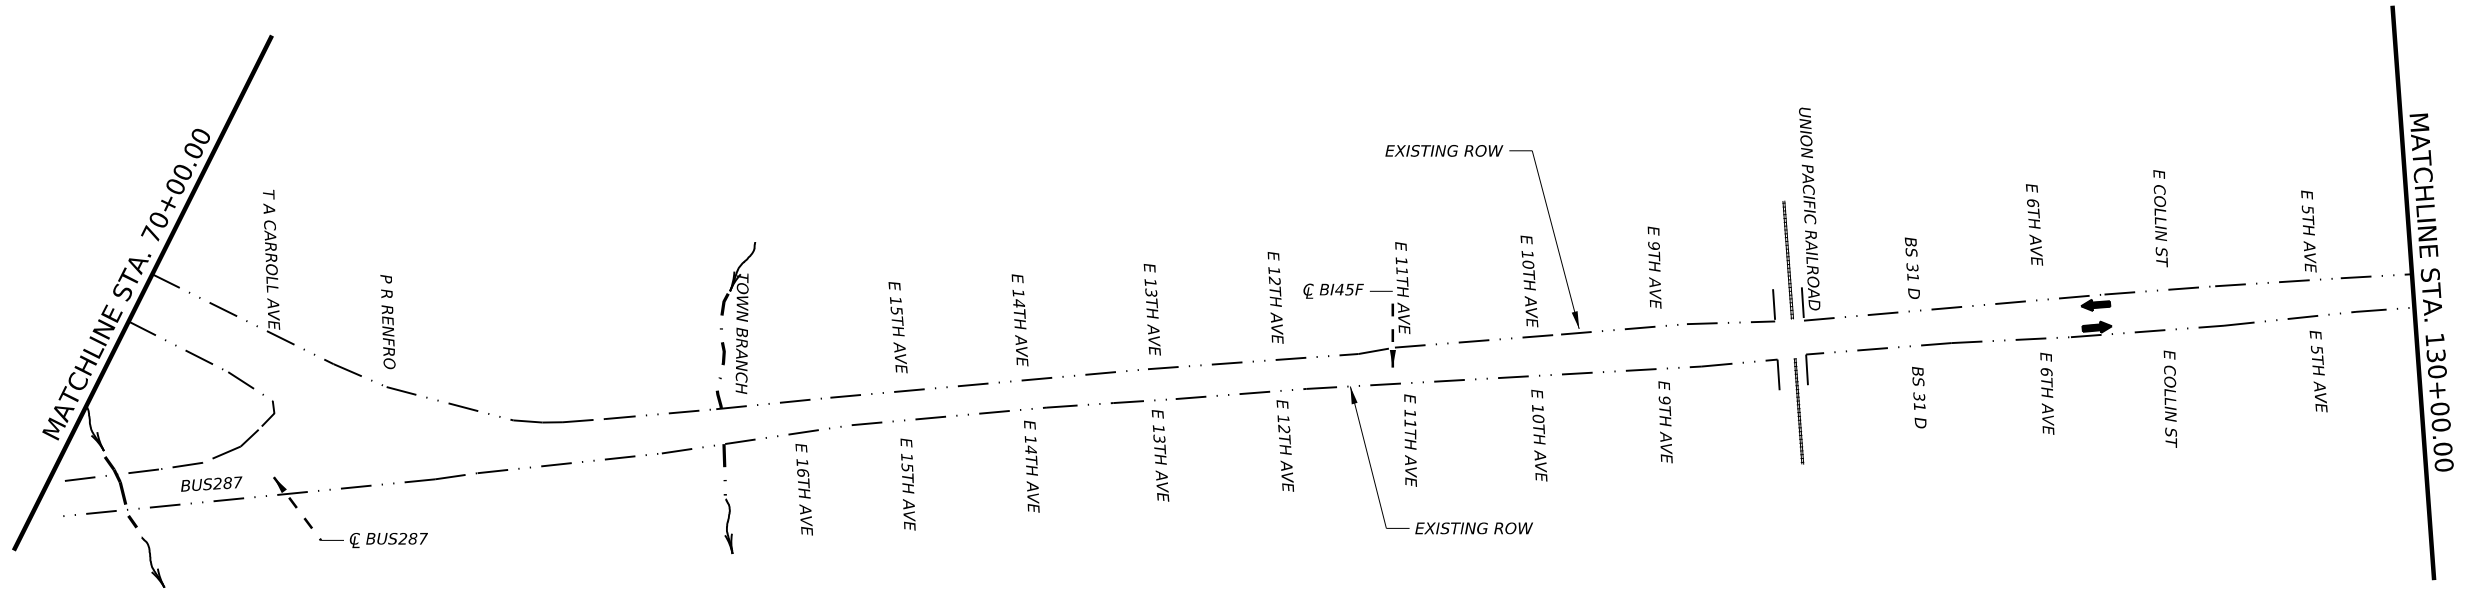 MATCHLINE STA. 70+00.00
T A CARROLL AVE
P R RENFRO
TOWN BRANCH
E 15TH AVE
E 14TH AVE
E 13TH AVE
E 12TH AVE
℄ BI45F
E 11TH AVE
EXISTING ROW
E 10TH AVE
E 9TH AVE
UNION PACIFIC RAILROAD
BS 31 D
E 6TH AVE
E COLLIN ST
E 5TH AVE
MATCHLINE STA. 130+00.00
BUS287
℄ BUS287
E 16TH AVE
E 15TH AVE
E 14TH AVE
E 13TH AVE
E 12TH AVE
E 11TH AVE
EXISTING ROW
E 10TH AVE
E 9TH AVE
BS 31 D
E 6TH AVE
E COLLIN ST
E 5TH AVE